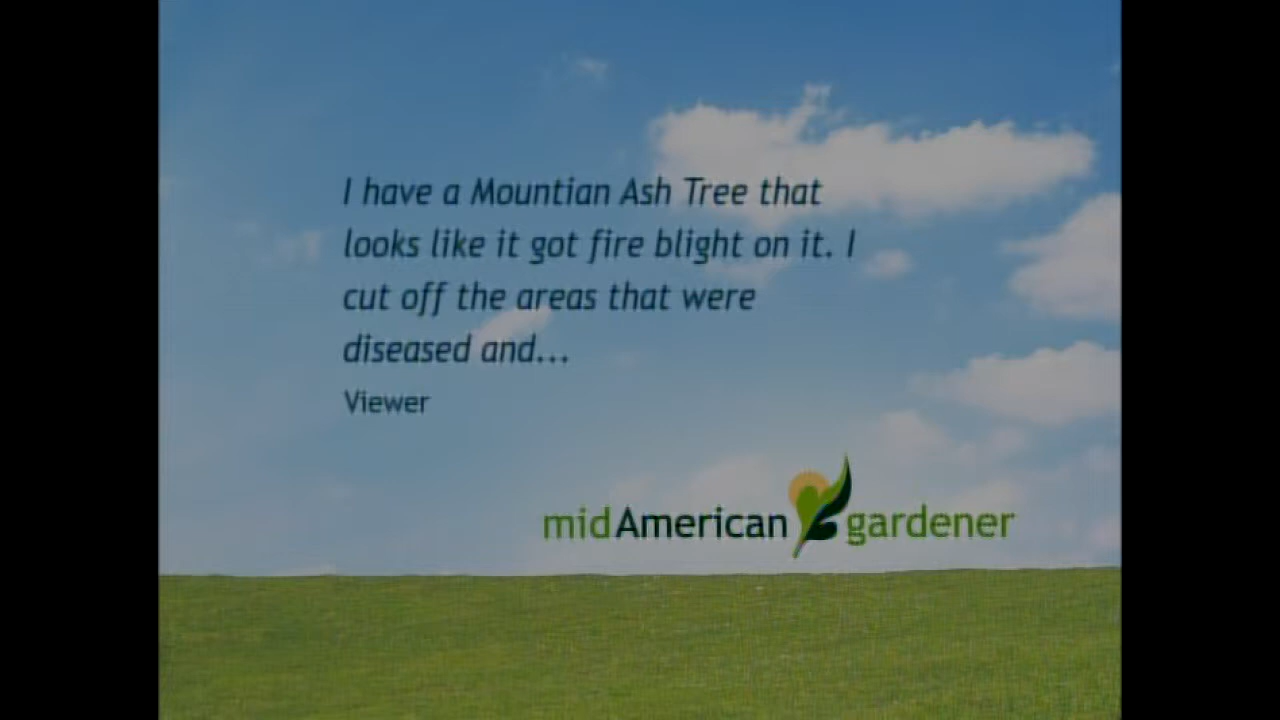 I have a Mountian Ash Tree that
looks like it got fire blight on it. I
cut off the areas that were
diseased and...
Viewer
midAmerican gardener